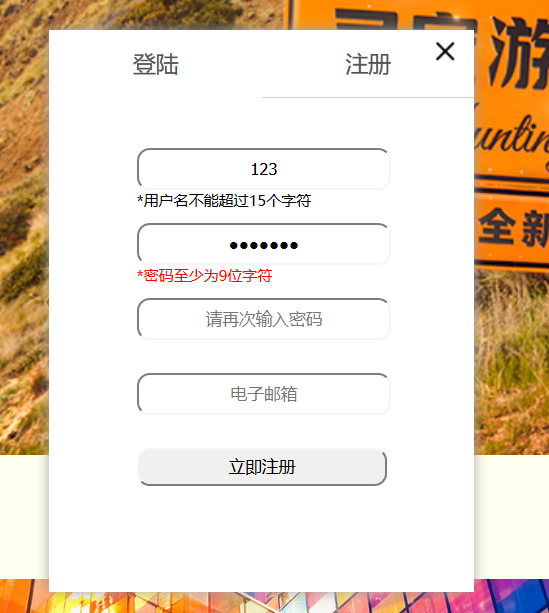 登陆
注册
123
*用户名不能超过15个字符
*密码至少为9位字符
请再次输入密码
电子邮箱
立即注册
游
unting
全新